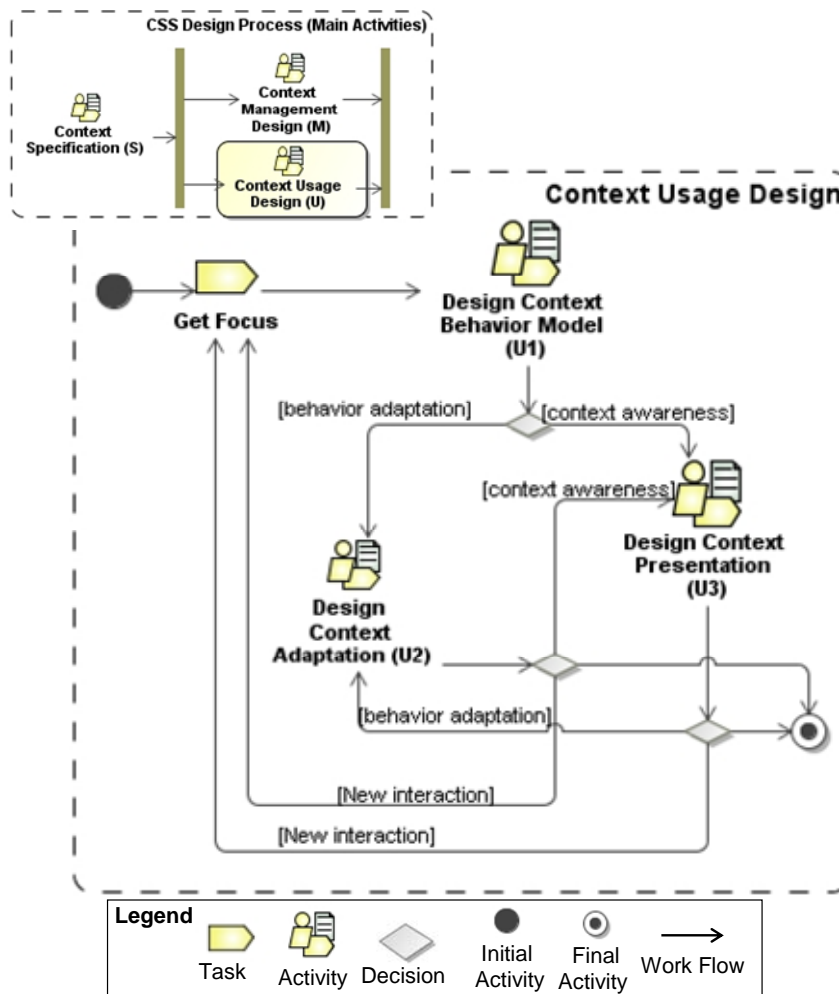 CSS Design Process (Main Activities)
Context
Specification (S)
Context
Management
Design (M)
Context Usage
Design (U)
Context Usage Design
Get Focus
Design Context
Behavior Model
(U1)
[behavior adaptation]
[context awareness]
[context awareness]
Design Context
Presentation
(U3)
Design
Context
Adaptation (U2)
[behavior adaptation]
[New interaction]
[New interaction]
Legend
Task
Activity
Decision
Initial
Activity
Final
Activity
Work Flow